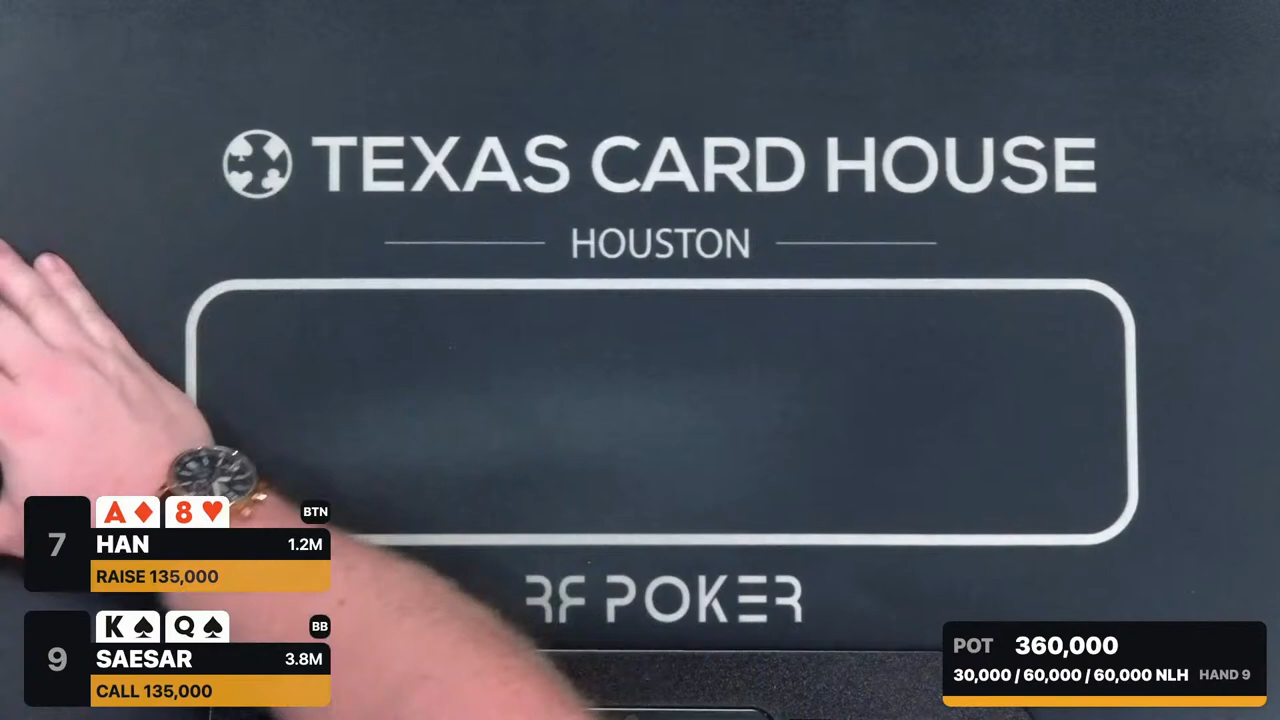 TEXAS CARD HOUSE
HOUSTON
RF POKER
7
A♦ 8♥
BTN
HAN
1.2M
RAISE 135,000
9
K♠ Q♠
BB
SAESAR
3.8M
CALL 135,000
POT 360,000
30,000 / 60,000 / 60,000 NLH HAND 9